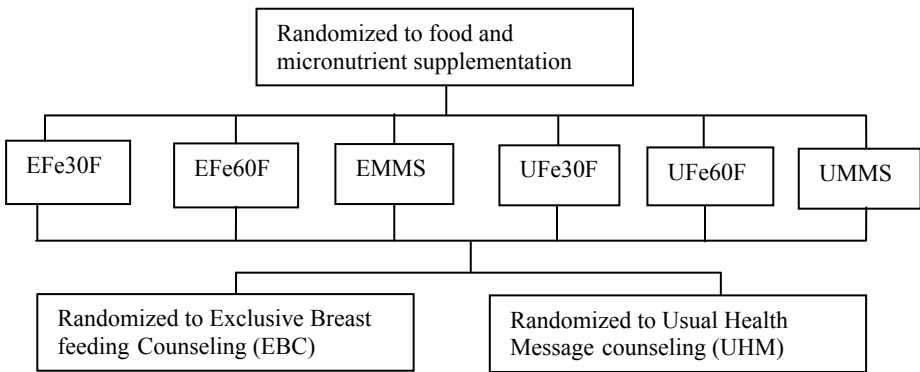 Randomized to food and
micronutrient supplementation
EFe30F
EFe60F
EMMS
UFe30F
UFe60F
UMMS
Randomized to Exclusive Breast
feeding Counseling (EBC)
Randomized to Usual Health
Message counseling (UHM)